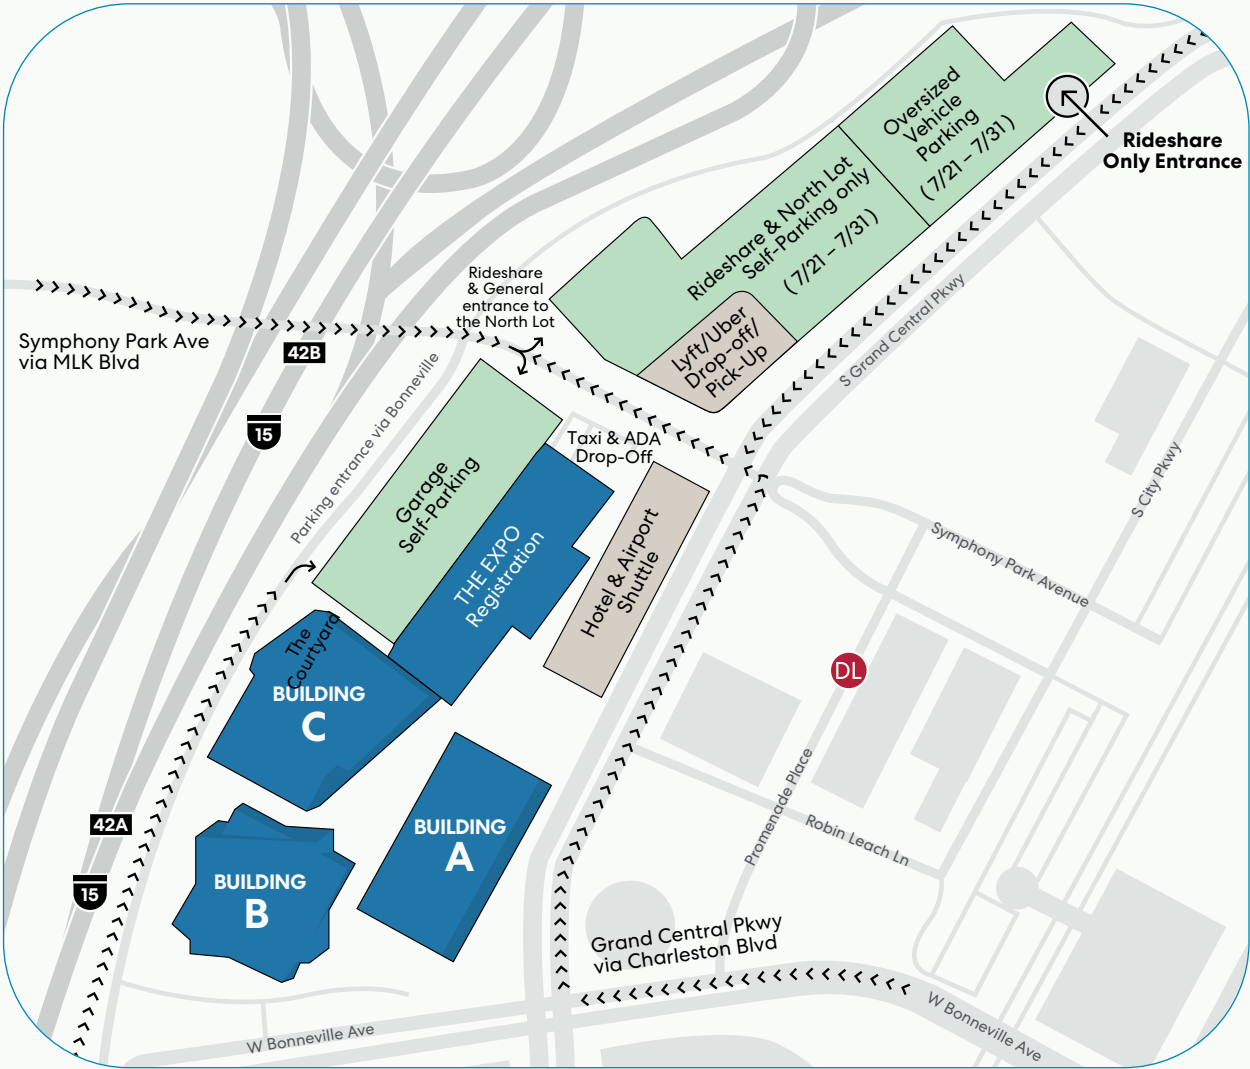 Oversized
Vehicle
Parking
( 7/21 – 7/31 )
Rideshare
Only Entrance
Rideshare & North Lot
Self-Parking only
( 7/21 – 7/31 )
Rideshare
& General
entrance to
the North Lot
Lyft/Uber
Drop-off/
Pick-Up
S Grand Central Pkwy
Symphony Park Ave
via MLK Blvd
42B
15
Parking entrance via Bonneville
Taxi & ADA
Drop-Off
Garage
Self-Parking
THE EXPO
Registration
Hotel & Airport
Shuttle
S City Pkwy
Symphony Park Avenue
The
Courtyard
BUILDING
C
DL
42A
15
BUILDING
A
BUILDING
B
Promenade Place
Robin Leach Ln
Grand Central Pkwy
via Charleston Blvd
W Bonneville Ave
W Bonneville Ave